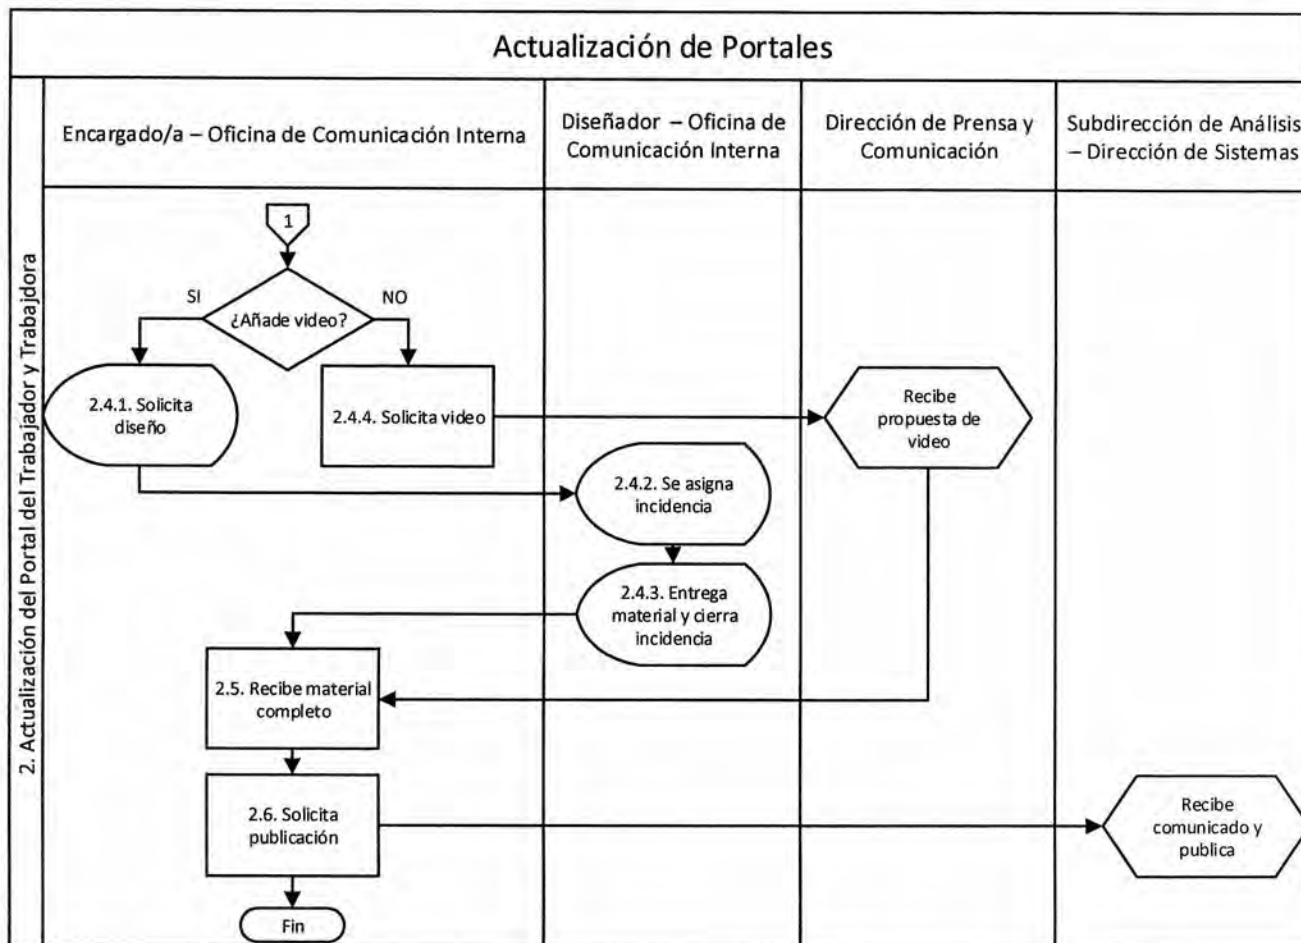 Actualización de Portales
Encargado/a – Oficina de Comunicación Interna
Diseñador – Oficina de
Comunicación Interna
Dirección de Prensa y
Comunicación
Subdirección de Análisis
– Dirección de Sistemas
2. Actualización del Portal del Trabajador y Trabajdora
1
SI
NO
¿Añade video?
2.4.1. Solicita
diseño
2.4.4. Solicita video
Recibe
propuesta de
video
2.4.2. Se asigna
incidencia
2.4.3. Entrega
material y cierra
incidencia
2.5. Recibe material
completo
2.6. Solicita
publicación
Recibe
comunicado y
publica
Fin